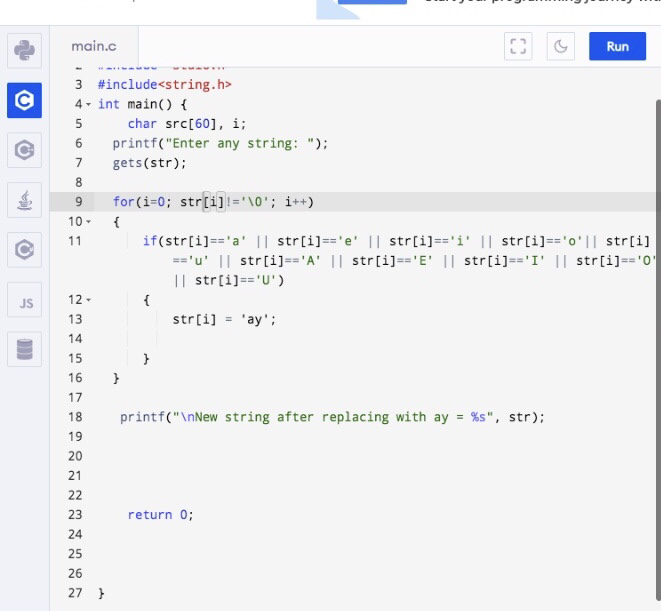 main.c
Run
3 #include<string.h>
4 int main() {
5 char src[60], i;
6 printf("Enter any string: ");
7 gets(str);
8
9 for(i=0; str[i]!='\0'; i++)
10 {
11 if(str[i]=='a' || str[i]=='e' || str[i]=='i' || str[i]=='o'|| str[i]
=='u' || str[i]=='A' || str[i]=='E' || str[i]=='I' || str[i]=='O'
|| str[i]=='U')
12 {
13 str[i] = 'ay';
14
15 }
16 }
17
18 printf("\nNew string after replacing with ay = %s", str);
19
20
21
22
23 return 0;
24
25
26
27 }
JS